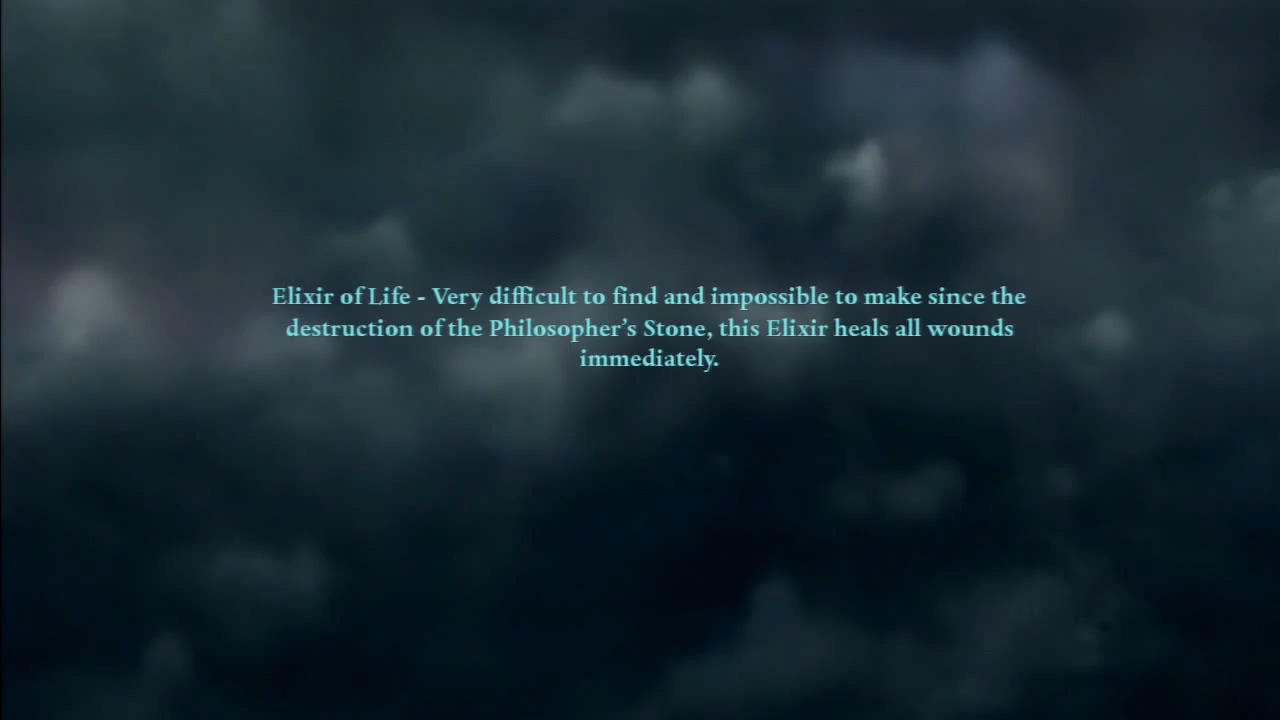 Elixir of Life - Very difficult to find and impossible to make since the
destruction of the Philosopher’s Stone, this Elixir heals all wounds
immediately.